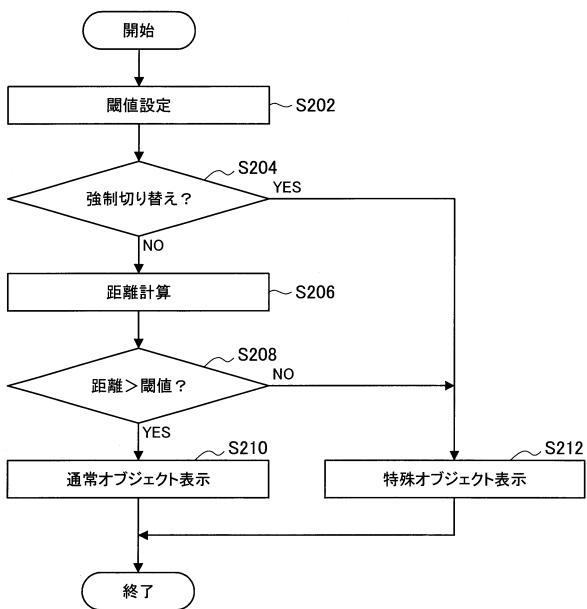 開始
閾値設定
S202
S204
強制切り替え?
YES
NO
距離計算
S206
S208
距離>閾値?
NO
YES
S210
通常オブジェクト表示
S212
特殊オブジェクト表示
終了